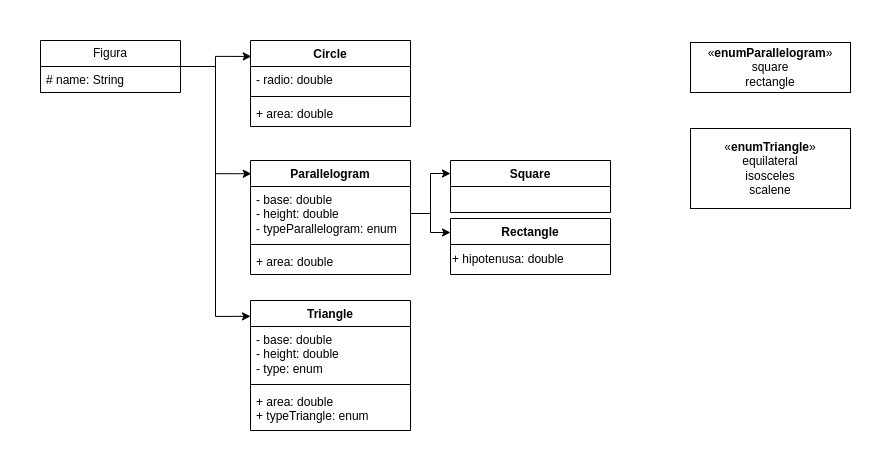 Figura
# name: String
Circle
- radio: double
+ area: double
Parallelogram
- base: double
- height: double
- typeParallelogram: enum
+ area: double
Square
Rectangle
+ hipotenusa: double
Triangle
- base: double
- height: double
- type: enum
+ area: double
+ typeTriangle: enum
«enumParallelogram»
square
rectangle
«enumTriangle»
equilateral
isosceles
scalene